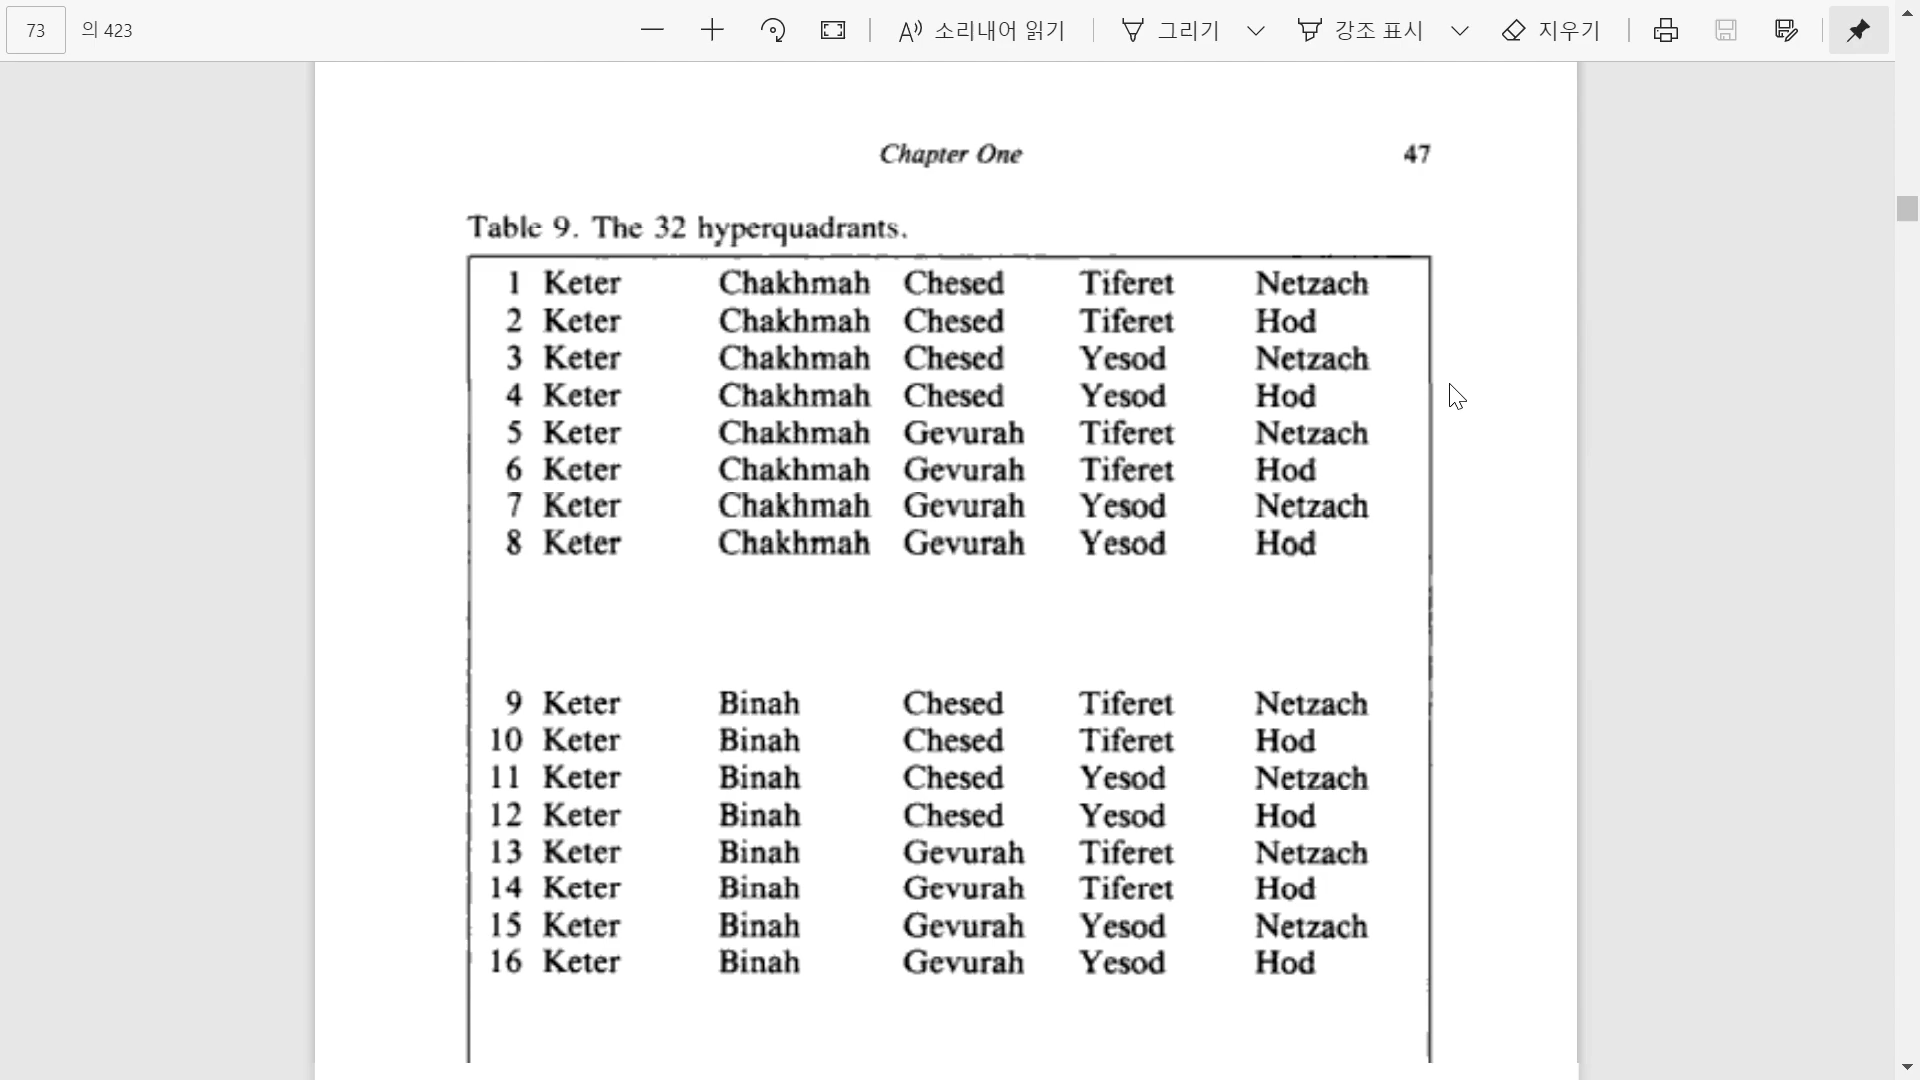 73 의 423 소리내어 읽기 그리기 강조 표시 지우기
Chapter One 47
Table 9. The 32 hyperquadrants.
1 Keter Chakhmah Chesed Tiferet Netzach
2 Keter Chakhmah Chesed Tiferet Hod
3 Keter Chakhmah Chesed Yesod Netzach
4 Keter Chakhmah Chesed Yesod Hod
5 Keter Chakhmah Gevurah Tiferet Netzach
6 Keter Chakhmah Gevurah Tiferet Hod
7 Keter Chakhmah Gevurah Yesod Netzach
8 Keter Chakhmah Gevurah Yesod Hod
9 Keter Binah Chesed Tiferet Netzach
10 Keter Binah Chesed Tiferet Hod
11 Keter Binah Chesed Yesod Netzach
12 Keter Binah Chesed Yesod Hod
13 Keter Binah Gevurah Tiferet Netzach
14 Keter Binah Gevurah Tiferet Hod
15 Keter Binah Gevurah Yesod Netzach
16 Keter Binah Gevurah Yesod Hod